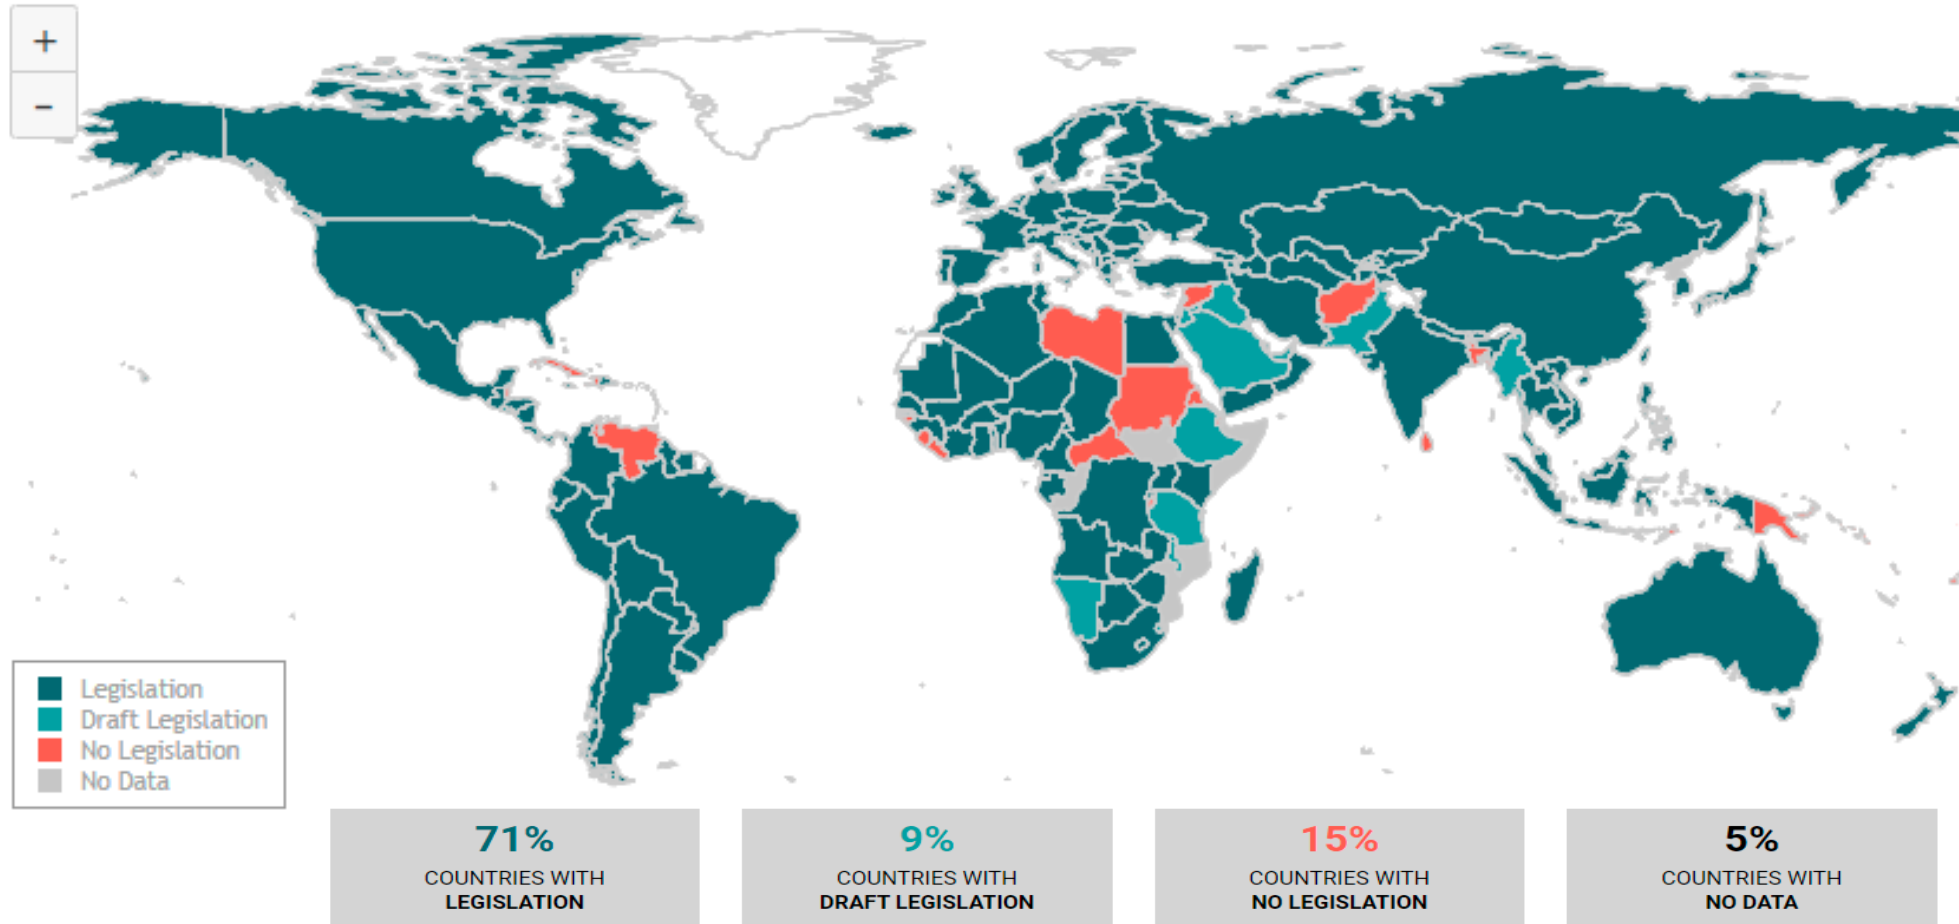 +
−
Legislation
Draft Legislation
No Legislation
No Data
71%
COUNTRIES WITH
LEGISLATION
9%
COUNTRIES WITH
DRAFT LEGISLATION
15%
COUNTRIES WITH
NO LEGISLATION
5%
COUNTRIES WITH
NO DATA